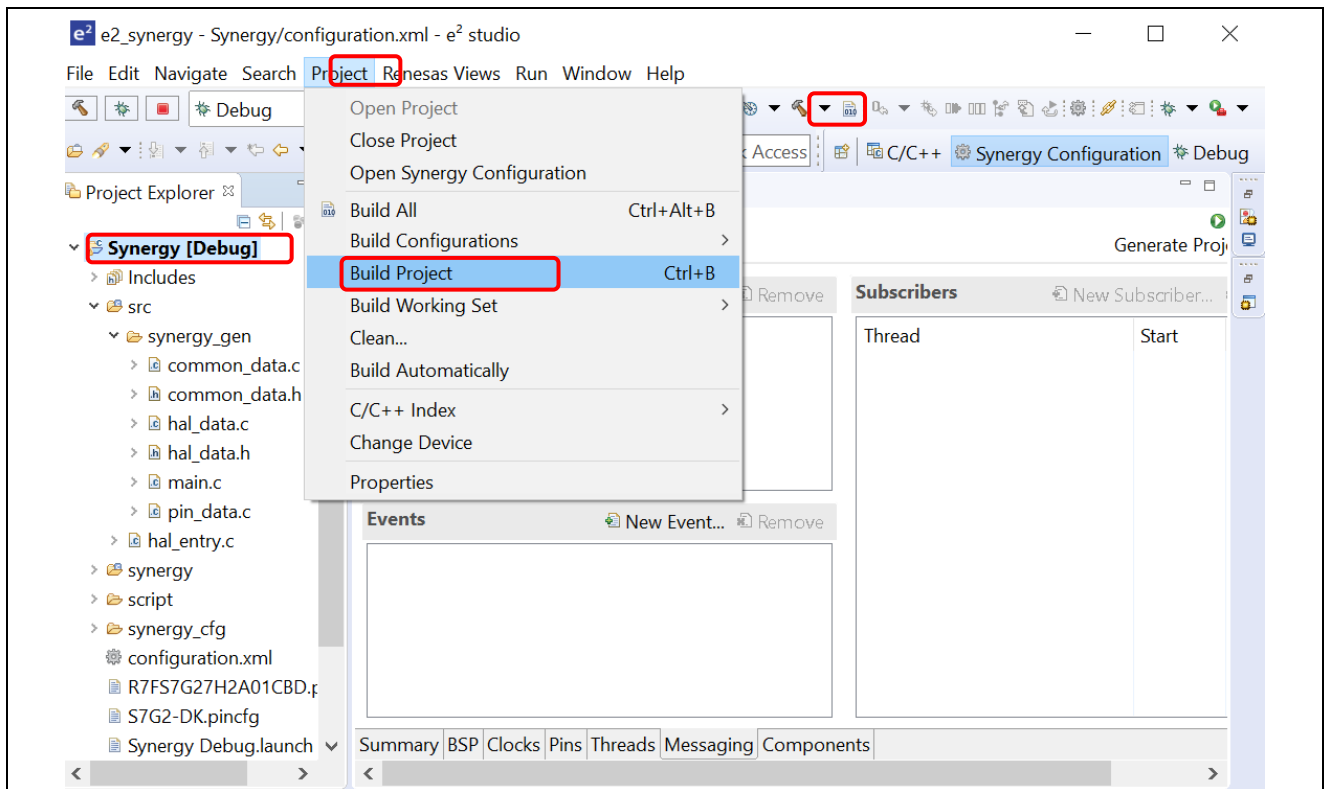 e2 e2_synergy - Synergy/configuration.xml - e2 studio
File Edit Navigate Search Project Renesas Views Run Window Help
Debug
Access C/C++ Synergy Configuration Debug
Project Explorer
Generate
Synergy [Debug]
Includes
src
synergy_gen
common_data.c
common_data.h
hal_data.c
hal_data.h
main.c
pin_data.c
hal_entry.c
synergy
script
synergy_cfg
configuration.xml
R7FS7G27H2A01CBD.p
S7G2-DK.pincfg
Synergy Debug.launch
Open Project
Close Project
Open Synergy Configuration
010 Build All Ctrl+Alt+B
Build Configurations
Build Project Ctrl+B
Build Working Set
Clean...
Build Automatically
C/C++ Index
Change Device
Properties
Remove
Subscribers New Subscriber...
Thread Start
Events New Event... Remove
Summary BSP Clocks Pins Threads Messaging Components